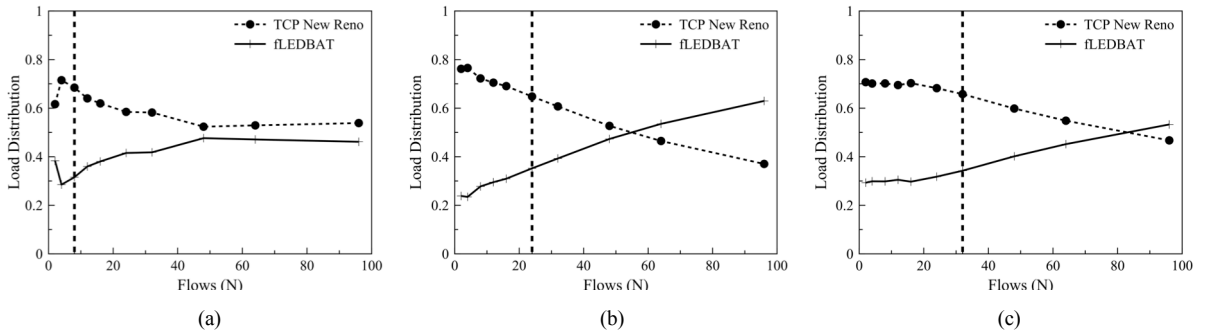 1
0.8
0.6
0.4
0.2
0
Load Distribution
TCP New Reno
fLEDBAT
0 20 40 60 80 100
Flows (N)
(a)
1
0.8
0.6
0.4
0.2
0
Load Distribution
TCP New Reno
fLEDBAT
0 20 40 60 80 100
Flows (N)
(b)
1
0.8
0.6
0.4
0.2
0
Load Distribution
TCP New Reno
fLEDBAT
0 20 40 60 80 100
Flows (N)
(c)